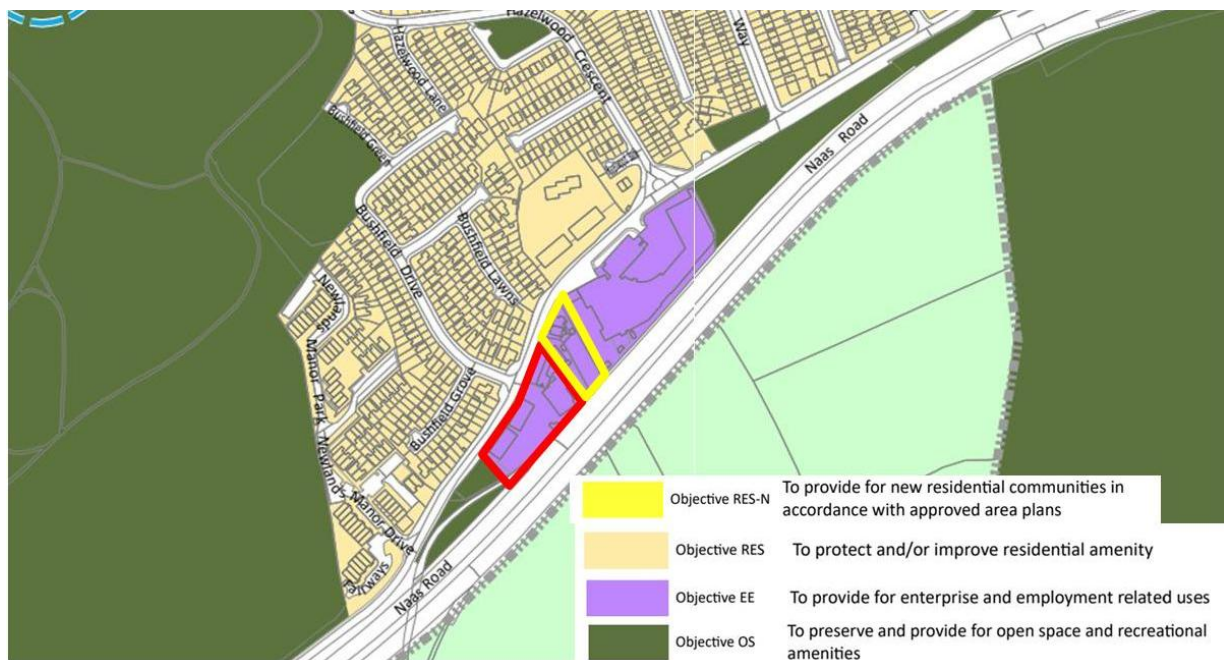 Hazelwood Crescent
Way
Hazelwood Lane
Bushfield Green
Naas Road
Bushfield Drive
Bushfield Lawns
Manor Park
Newlands
Bushfield Grove
Manor Drive
Fairways
Naas Road
Objective RES-N
To provide for new residential communities in
accordance with approved area plans
Objective RES
To protect and/or improve residential amenity
Objective EE
To provide for enterprise and employment related uses
Objective OS
To preserve and provide for open space and recreational
amenities